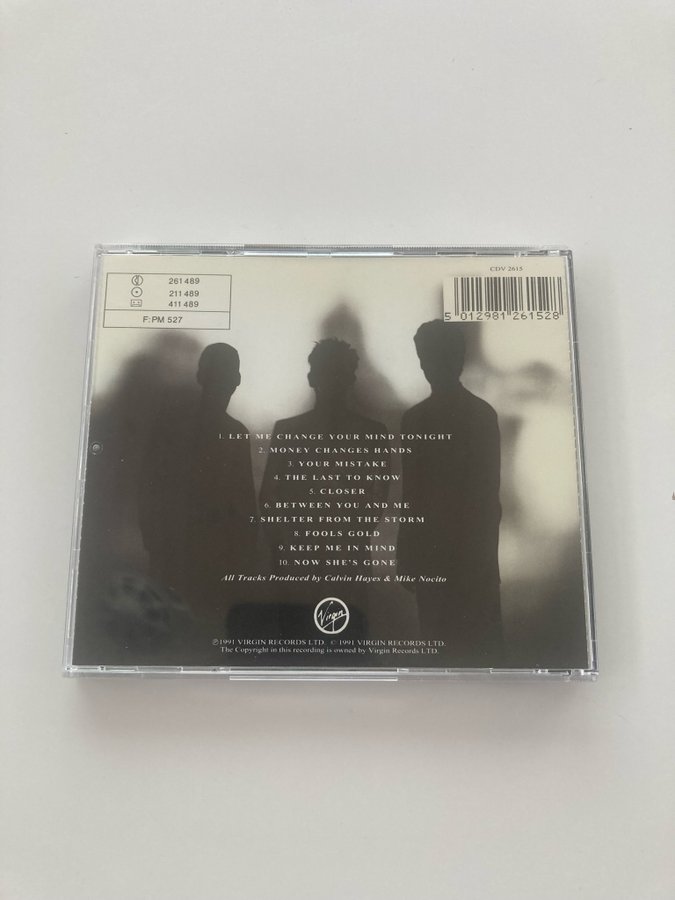 261 489
211 489
411 489
F: PM 527
CDV 2615
5 012981 261528
1. LET ME CHANGE YOUR MIND TONIGHT
2. MONEY CHANGES HANDS
3. YOUR MISTAKE
4. THE LAST TO KNOW
5. CLOSER
6. BETWEEN YOU AND ME
7. SHELTER FROM THE STORM
8. FOOLS GOLD
9. KEEP ME IN MIND
10. NOW SHE'S GONE
All Tracks Produced by Calvin Hayes & Mike Nocito
Virgin
℗1991 VIRGIN RECORDS LTD. © 1991 VIRGIN RECORDS LTD.
The Copyright in this recording is owned by Virgin Records LTD.